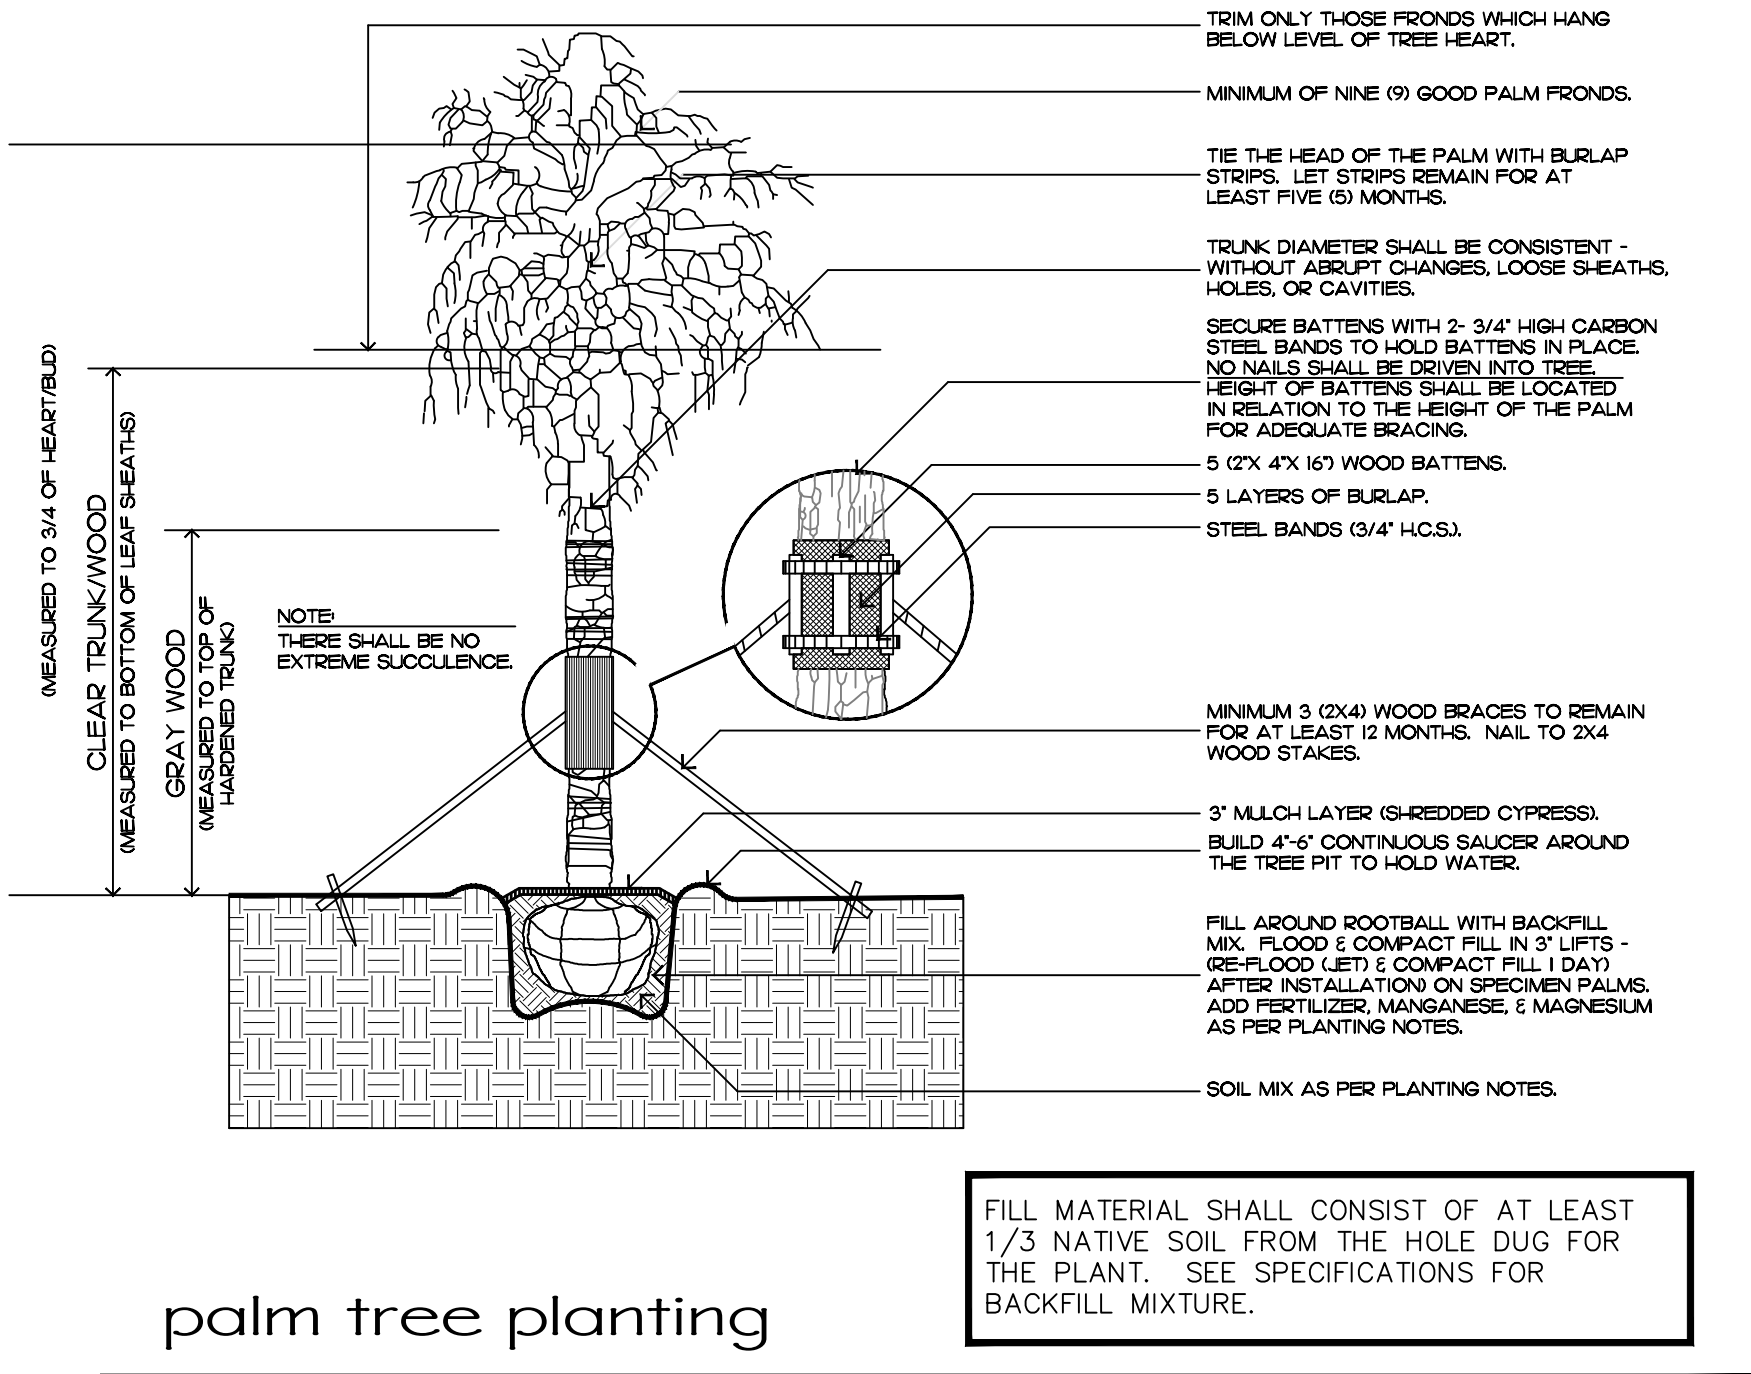 TRIM ONLY THOSE FRONDS WHICH HANG
BELOW LEVEL OF TREE HEART.
MINIMUM OF NINE (9) GOOD PALM FRONDS.
TIE THE HEAD OF THE PALM WITH BURLAP
STRIPS. LET STRIPS REMAIN FOR AT
LEAST FIVE (5) MONTHS.
TRUNK DIAMETER SHALL BE CONSISTENT -
WITHOUT ABRUPT CHANGES, LOOSE SHEATHS,
HOLES, OR CAVITIES.
SECURE BATTENS WITH 2- 3/4" HIGH CARBON
STEEL BANDS TO HOLD BATTENS IN PLACE.
NO NAILS SHALL BE DRIVEN INTO TREE.
HEIGHT OF BATTENS SHALL BE LOCATED
IN RELATION TO THE HEIGHT OF THE PALM
FOR ADEQUATE BRACING.
5 (2"X 4"X 16") WOOD BATTENS.
5 LAYERS OF BURLAP.
STEEL BANDS (3/4" H.C.S.).
(MEASURED TO 3/4 OF HEART/BUD)
CLEAR TRUNK/WOOD
(MEASURED TO BOTTOM OF LEAF SHEATHS)
GRAY WOOD
(MEASURED TO TOP OF
HARDENED TRUNK)
NOTE:
THERE SHALL BE NO
EXTREME SUCCULENCE.
MINIMUM 3 (2X4) WOOD BRACES TO REMAIN
FOR AT LEAST 12 MONTHS. NAIL TO 2X4
WOOD STAKES.
3" MULCH LAYER (SHREDDED CYPRESS).
BUILD 4"-6" CONTINUOUS SAUCER AROUND
THE TREE PIT TO HOLD WATER.
FILL AROUND ROOTBALL WITH BACKFILL
MIX. FLOOD & COMPACT FILL IN 3" LIFTS -
(RE-FLOOD (JET) & COMPACT FILL 1 DAY)
AFTER INSTALLATION) ON SPECIMEN PALMS.
ADD FERTILIZER, MANGANESE, & MAGNESIUM
AS PER PLANTING NOTES.
SOIL MIX AS PER PLANTING NOTES.
FILL MATERIAL SHALL CONSIST OF AT LEAST
1/3 NATIVE SOIL FROM THE HOLE DUG FOR
THE PLANT. SEE SPECIFICATIONS FOR
BACKFILL MIXTURE.
palm tree planting